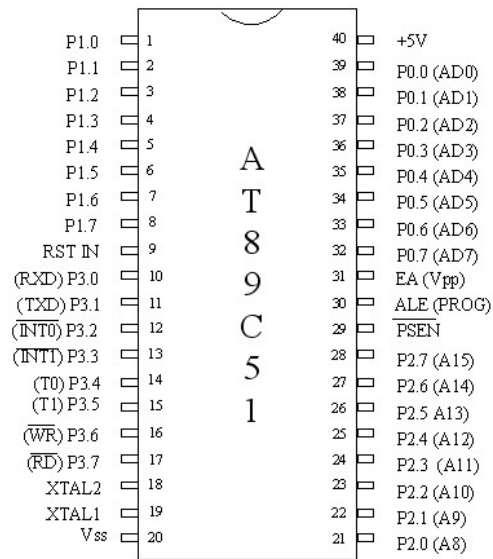 P1.0 1 40 +5V
P1.1 2 39 P0.0 (AD0)
P1.2 3 38 P0.1 (AD1)
P1.3 4 37 P0.2 (AD2)
P1.4 5 36 P0.3 (AD3)
P1.5 6 35 P0.4 (AD4)
P1.6 7 34 P0.5 (AD5)
P1.7 8 33 P0.6 (AD6)
RST IN 9 32 P0.7 (AD7)
(RXD) P3.0 10 31 EA (Vpp)
(TXD) P3.1 11 30 ALE (PROG)
(INT0) P3.2 12 29 PSEN
(INT1) P3.3 13 28 P2.7 (A15)
(T0) P3.4 14 27 P2.6 (A14)
(T1) P3.5 15 26 P2.5 A13)
(WR) P3.6 16 25 P2.4 (A12)
(RD) P3.7 17 24 P2.3 (A11)
XTAL2 18 23 P2.2 (A10)
XTAL1 19 22 P2.1 (A9)
Vss 20 21 P2.0 (A8)
AT89C51